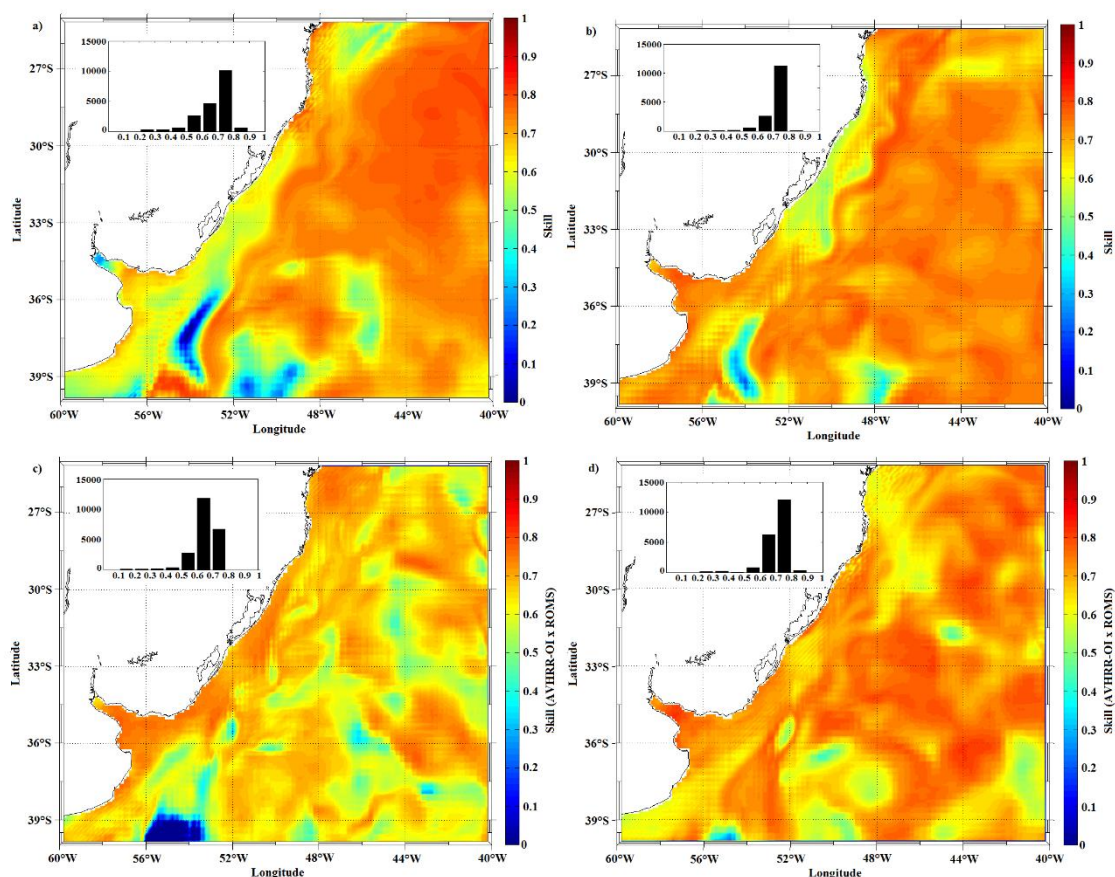 a)
15000
10000
5000
0
0.1 0.2 0.3 0.4 0.5 0.6 0.7 0.8 0.9 1
27°S
30°S
33°S
36°S
39°S
Latitude
60°W 56°W 52°W 48°W 44°W 40°W
Longitude
1
0.9
0.8
0.7
0.6
0.5
0.4
0.3
0.2
0.1
0
Skill
b)
15000
10000
5000
0
0.1 0.2 0.3 0.4 0.5 0.6 0.7 0.8 0.9 1
27°S
30°S
33°S
36°S
39°S
Latitude
60°W 56°W 52°W 48°W 44°W 40°W
Longitude
1
0.9
0.8
0.7
0.6
0.5
0.4
0.3
0.2
0.1
0
Skill
c)
15000
10000
5000
0
0.1 0.2 0.3 0.4 0.5 0.6 0.7 0.8 0.9 1
27°S
30°S
33°S
36°S
39°S
Latitude
60°W 56°W 52°W 48°W 44°W 40°W
Longitude
1
0.9
0.8
0.7
0.6
0.5
0.4
0.3
0.2
0.1
0
Skill (AVHRR-OI x ROMS)
d)
15000
10000
5000
0
0.1 0.2 0.3 0.4 0.5 0.6 0.7 0.8 0.9 1
27°S
30°S
33°S
36°S
39°S
Latitude
60°W 56°W 52°W 48°W 44°W 40°W
Longitude
1
0.9
0.8
0.7
0.6
0.5
0.4
0.3
0.2
0.1
0
Skill (AVHRR-OI x ROMS)